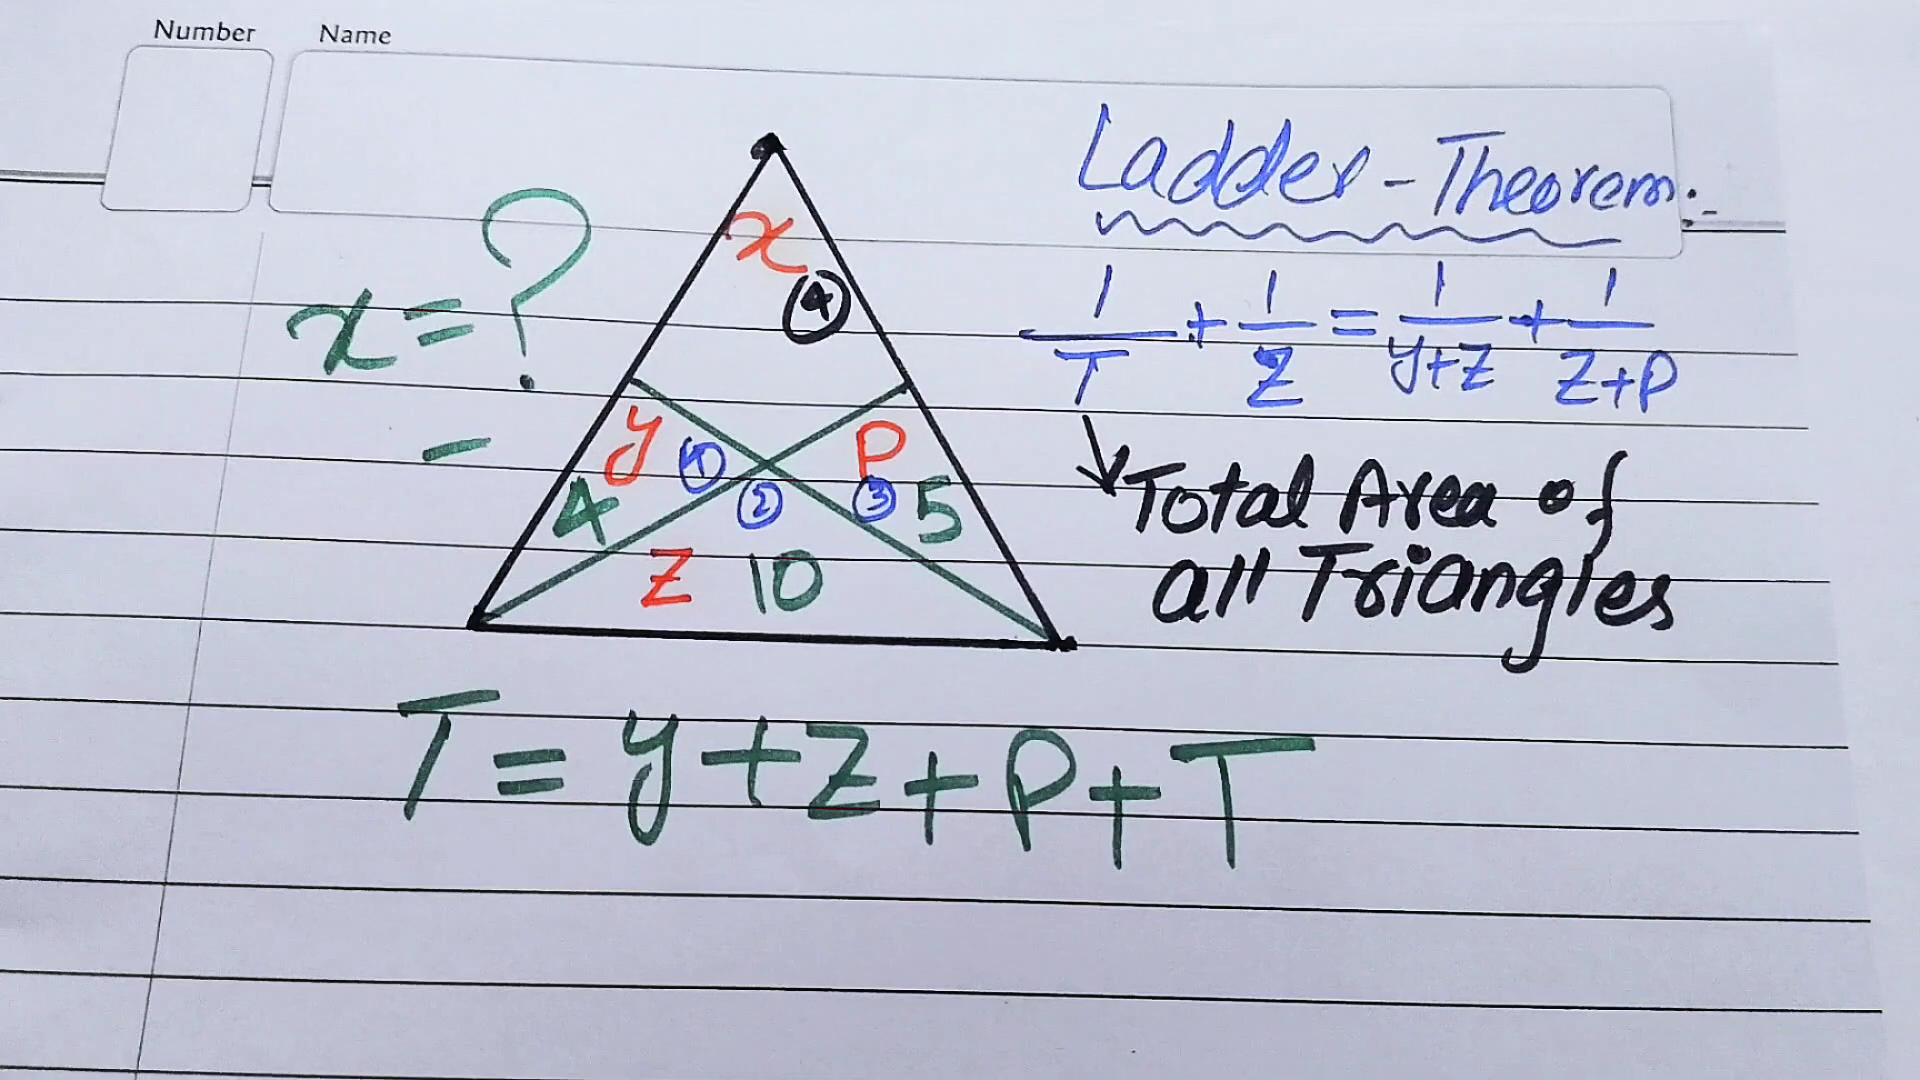 Number Name
Ladder-Theorem:-
x = ?
x
4
1/T + 1/Z = 1/y+Z + 1/Z+P
y 1 P
4 2 3 5
Z 10
Total Area of
all Triangles
T = y+Z+P+T